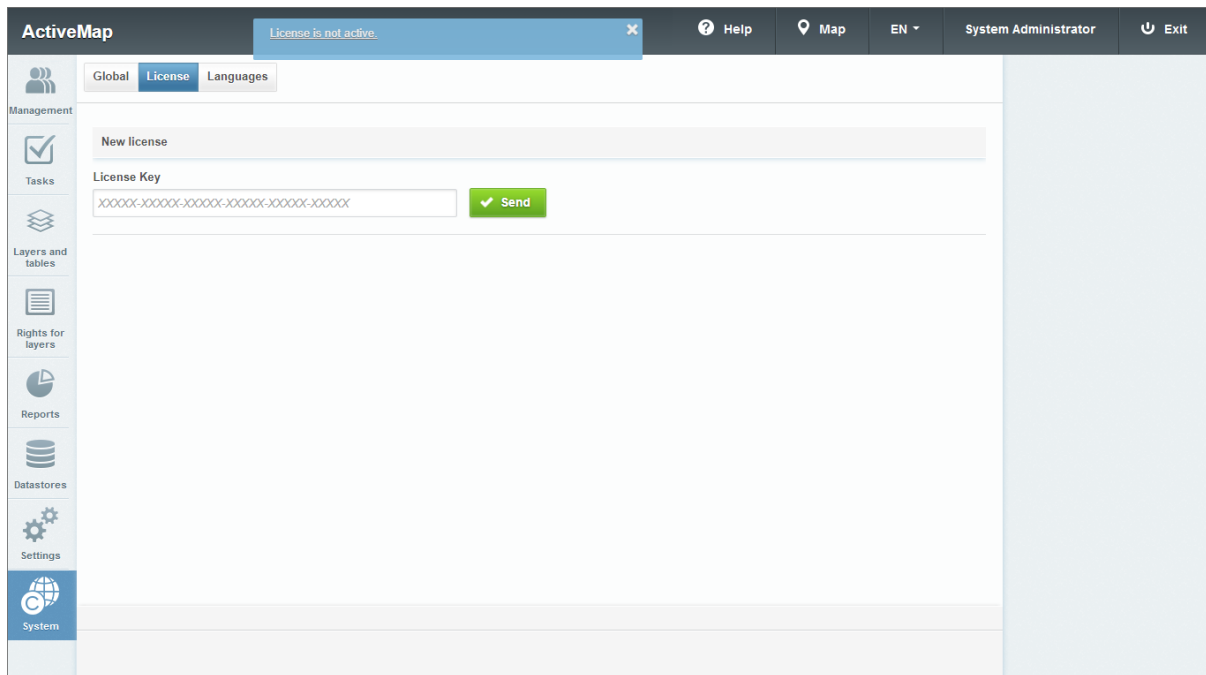 ActiveMap
License is not active.
Help
Map
EN
System Administrator
Exit
Global
License
Languages
Management
Tasks
Layers and
tables
Rights for
layers
Reports
Datastores
Settings
System
New license
License Key
XXXXX-XXXXX-XXXXX-XXXXX-XXXXX-XXXXX
Send